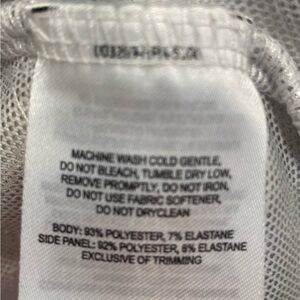 MACHINE WASH COLD GENTLE,
DO NOT BLEACH, TUMBLE DRY LOW,
REMOVE PROMPTLY, DO NOT IRON,
DO NOT USE FABRIC SOFTENER,
DO NOT DRYCLEAN
BODY: 93% POLYESTER, 7% ELASTANE
SIDE PANEL: 92% POLYESTER, 8% ELASTANE
EXCLUSIVE OF TRIMMING